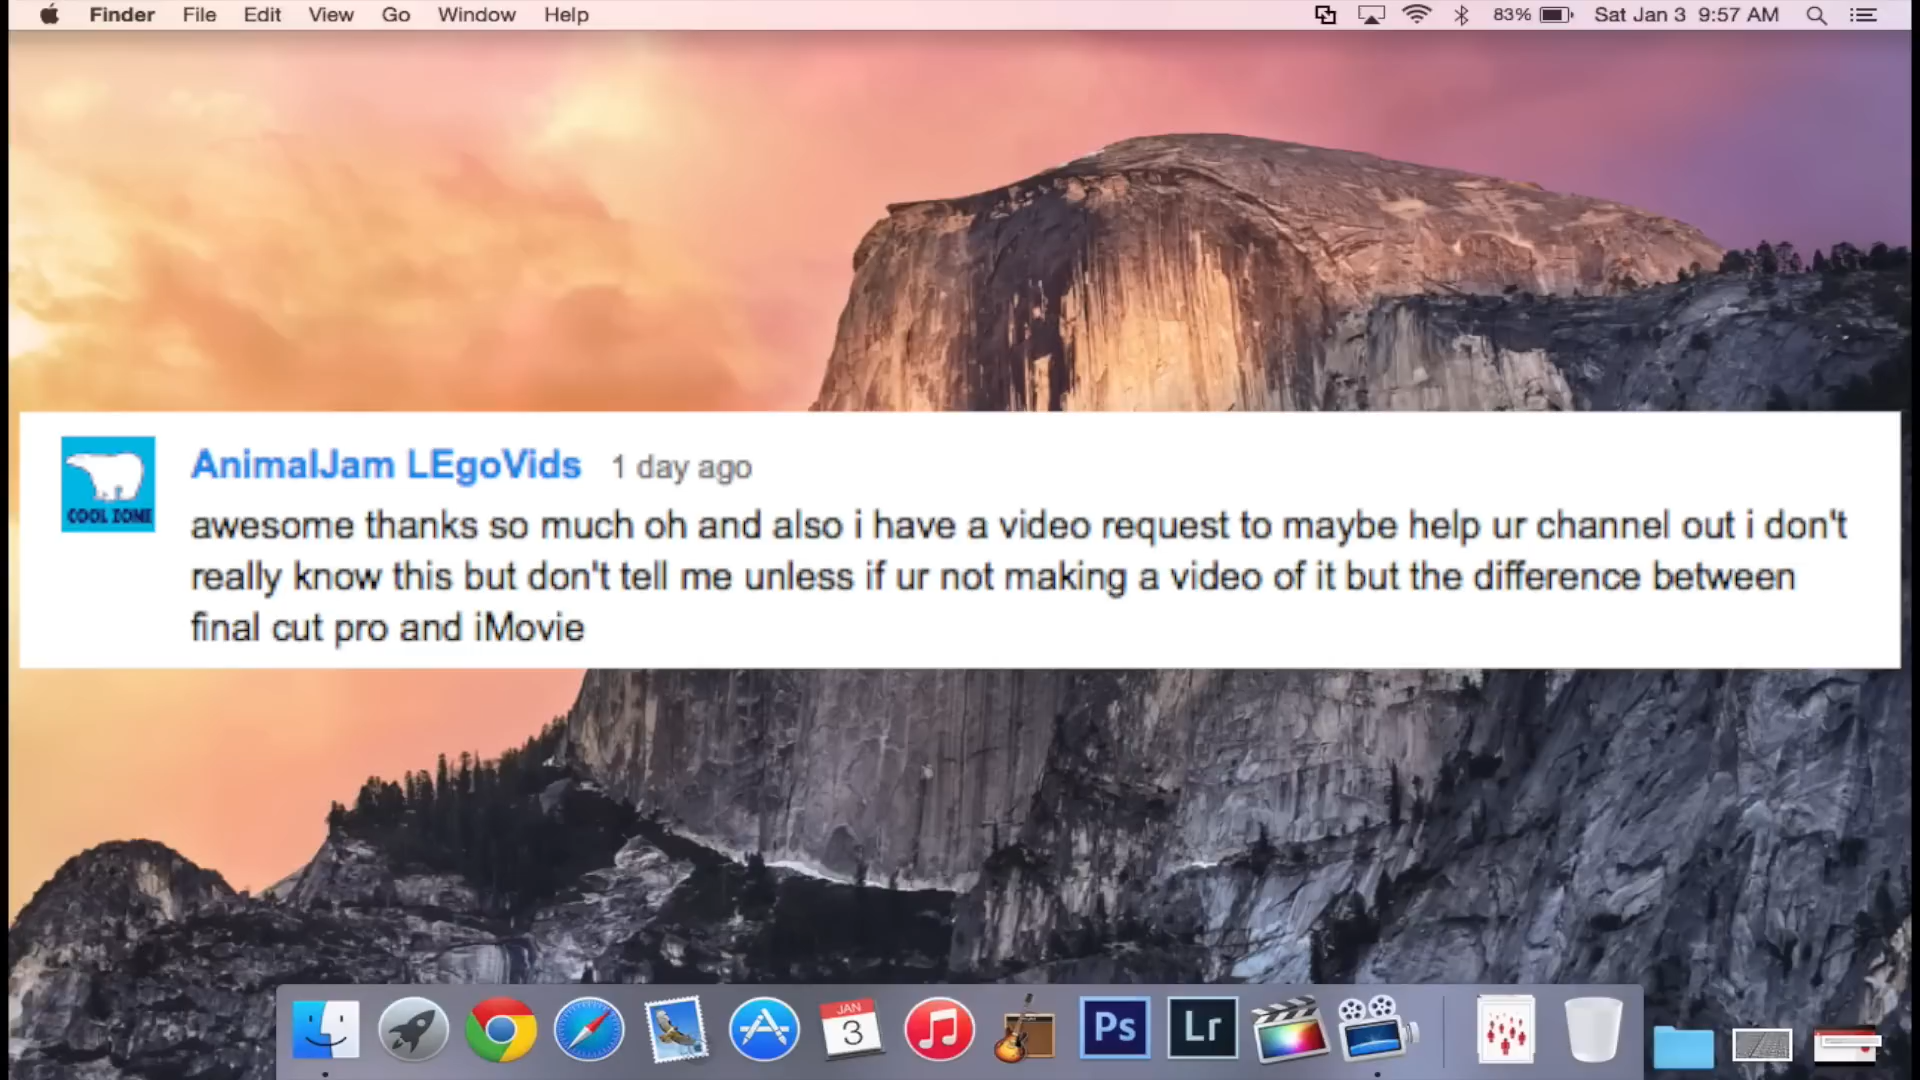 Finder File Edit View Go Window Help 83% Sat Jan 3 9:57 AM
AnimalJam LEgoVids 1 day ago
COOL ZONE
awesome thanks so much oh and also i have a video request to maybe help ur channel out i don't
really know this but don't tell me unless if ur not making a video of it but the difference between
final cut pro and iMovie
JAN
3
Ps
Lr